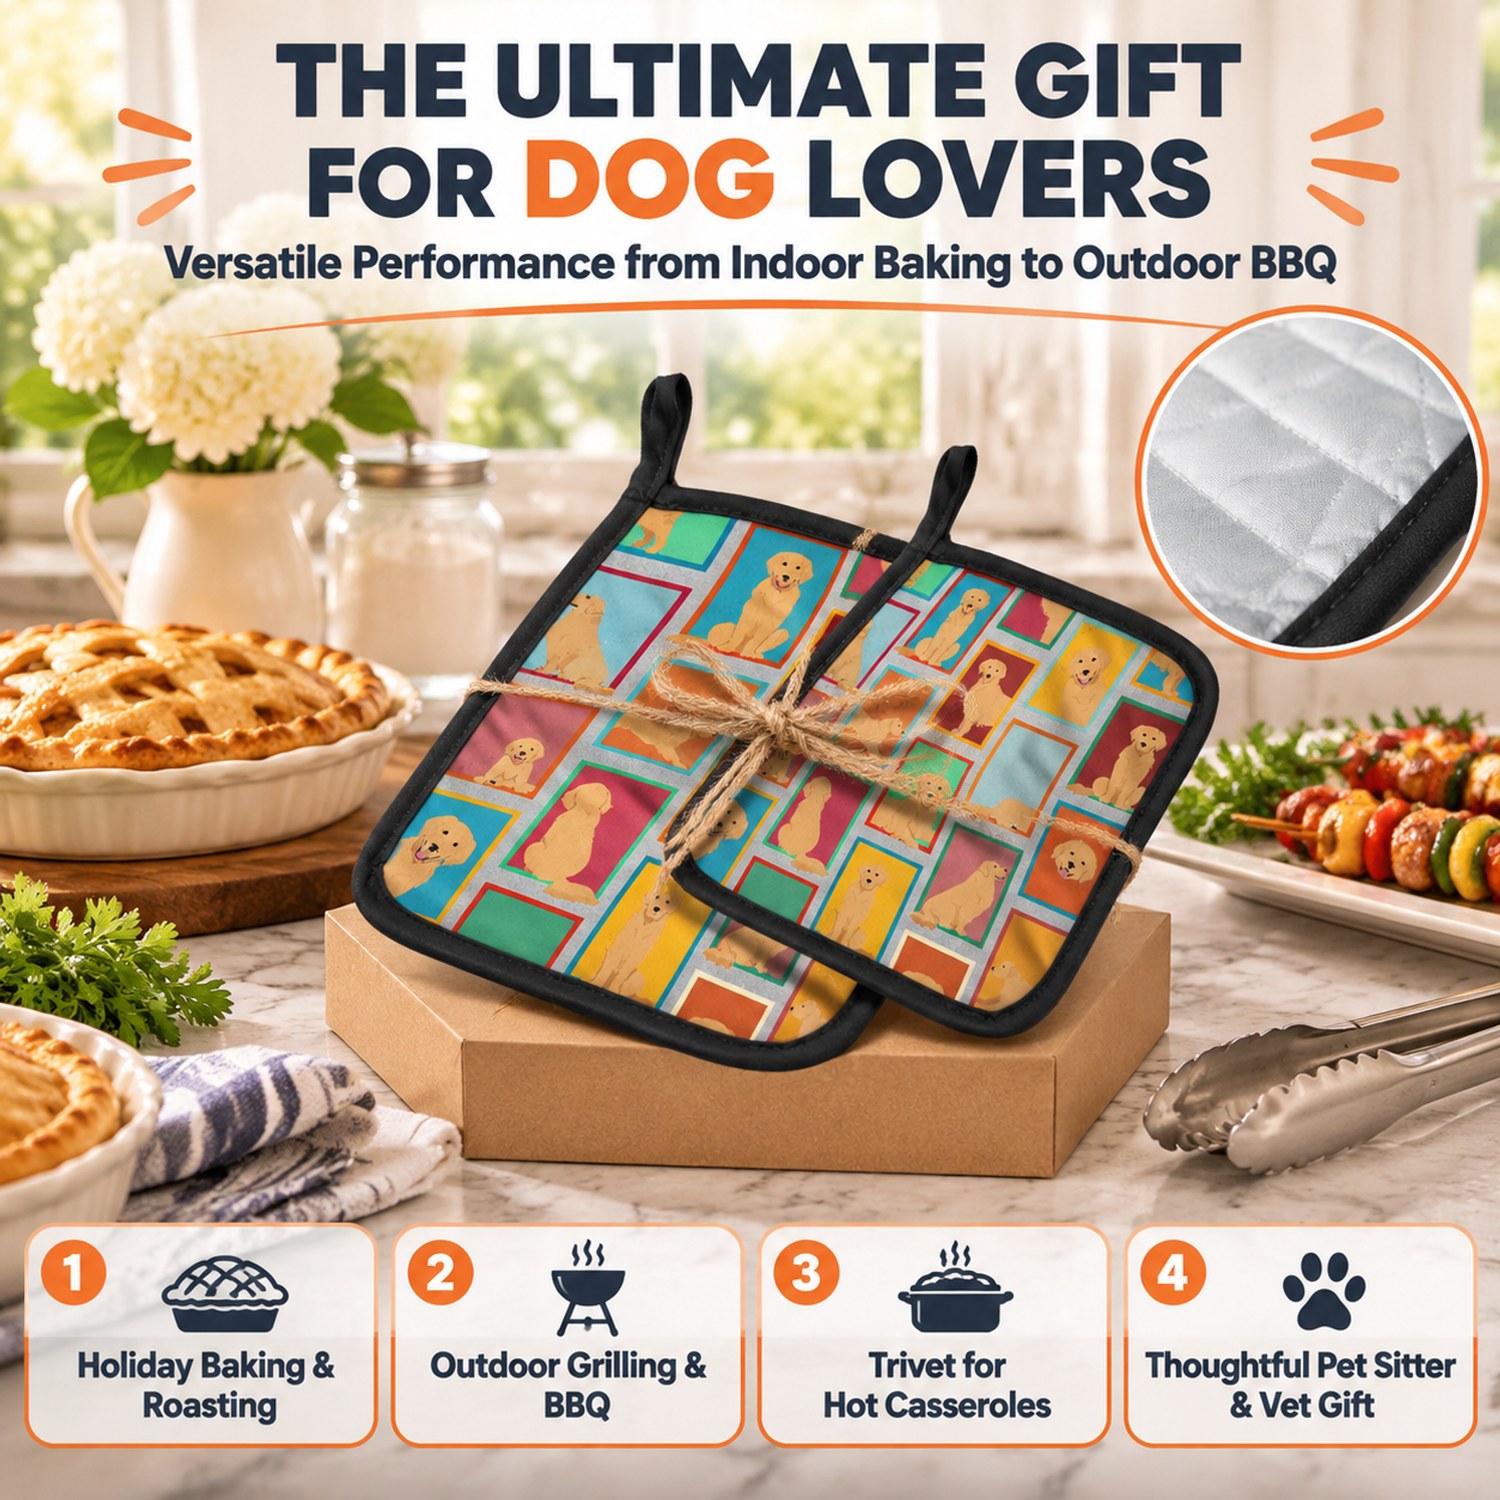 THE ULTIMATE GIFT
FOR DOG LOVERS
Versatile Performance from Indoor Baking to Outdoor BBQ
1
Holiday Baking &
Roasting
2
Outdoor Grilling &
BBQ
3
Trivet for
Hot Casseroles
4
Thoughtful Pet Sitter
& Vet Gift